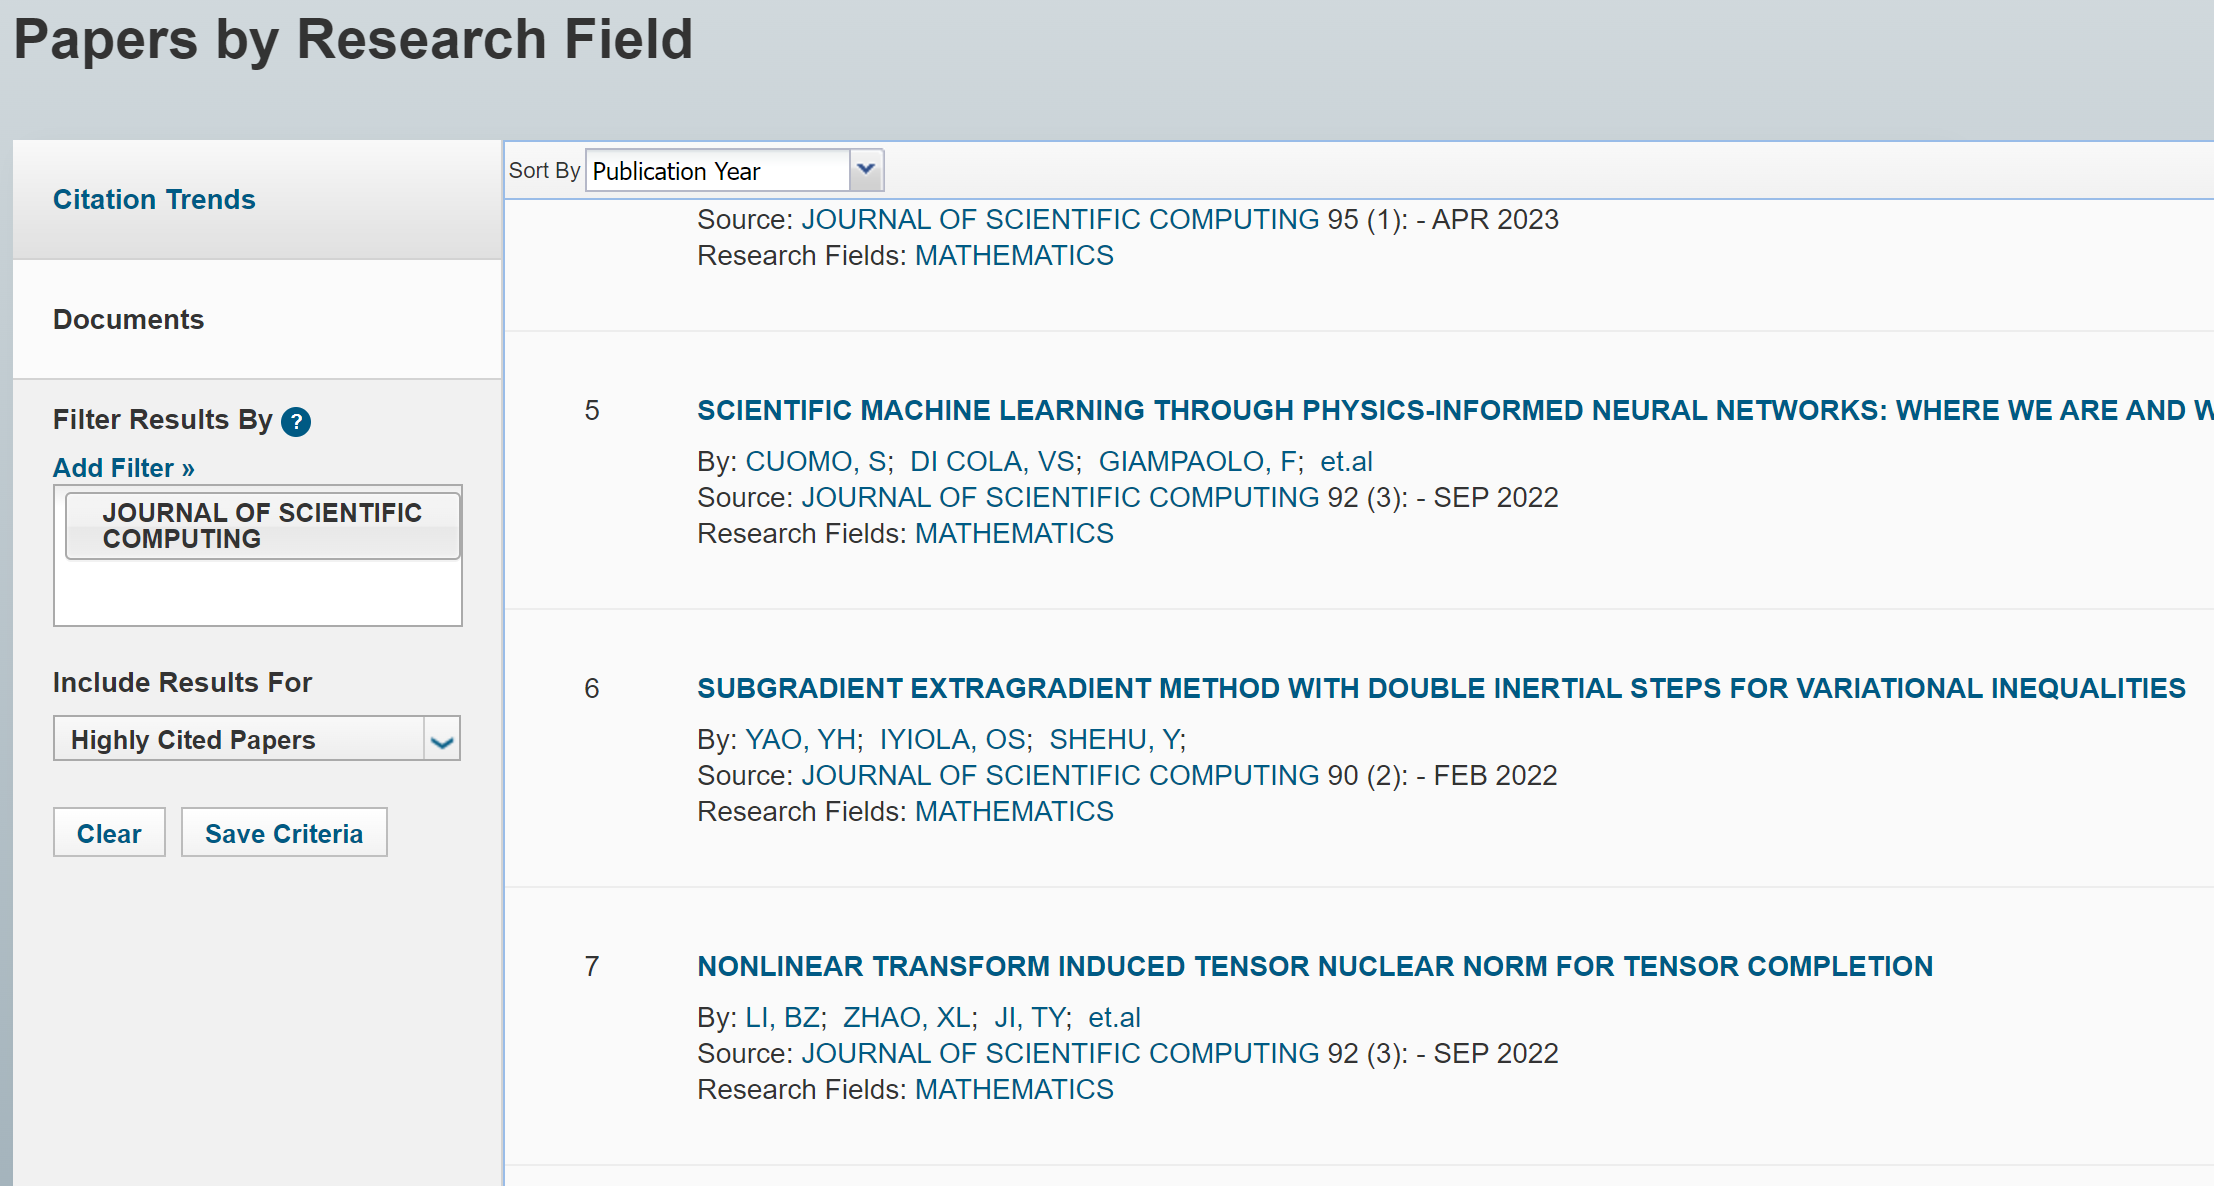 Papers by Research Field
Citation Trends
Documents
Filter Results By ?
Add Filter »
JOURNAL OF SCIENTIFIC
COMPUTING
Include Results For
Highly Cited Papers
Clear Save Criteria
Sort By Publication Year
Source: JOURNAL OF SCIENTIFIC COMPUTING 95 (1): - APR 2023
Research Fields: MATHEMATICS
5 SCIENTIFIC MACHINE LEARNING THROUGH PHYSICS-INFORMED NEURAL NETWORKS: WHERE WE ARE AND W
By: CUOMO, S; DI COLA, VS; GIAMPAOLO, F; et.al
Source: JOURNAL OF SCIENTIFIC COMPUTING 92 (3): - SEP 2022
Research Fields: MATHEMATICS
6 SUBGRADIENT EXTRAGRADIENT METHOD WITH DOUBLE INERTIAL STEPS FOR VARIATIONAL INEQUALITIES
By: YAO, YH; IYIOLA, OS; SHEHU, Y;
Source: JOURNAL OF SCIENTIFIC COMPUTING 90 (2): - FEB 2022
Research Fields: MATHEMATICS
7 NONLINEAR TRANSFORM INDUCED TENSOR NUCLEAR NORM FOR TENSOR COMPLETION
By: LI, BZ; ZHAO, XL; JI, TY; et.al
Source: JOURNAL OF SCIENTIFIC COMPUTING 92 (3): - SEP 2022
Research Fields: MATHEMATICS